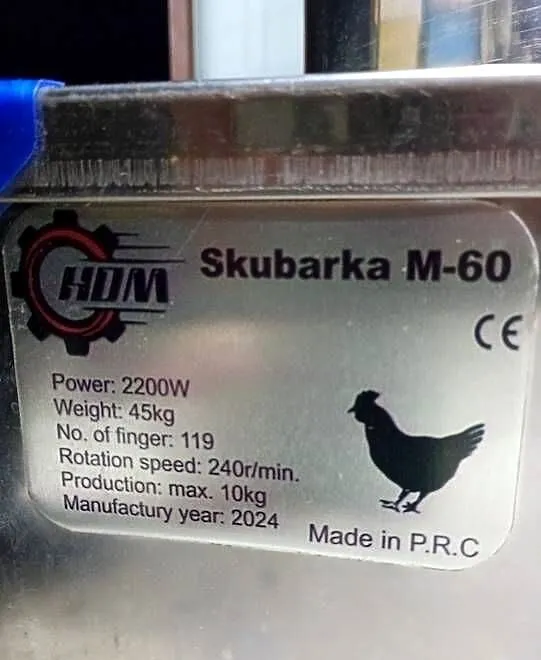 HDM
Skubarka M-60
CE
Power: 2200W
Weight: 45kg
No. of finger: 119
Rotation speed: 240r/min.
Production: max. 10kg
Manufactury year: 2024
Made in P.R.C